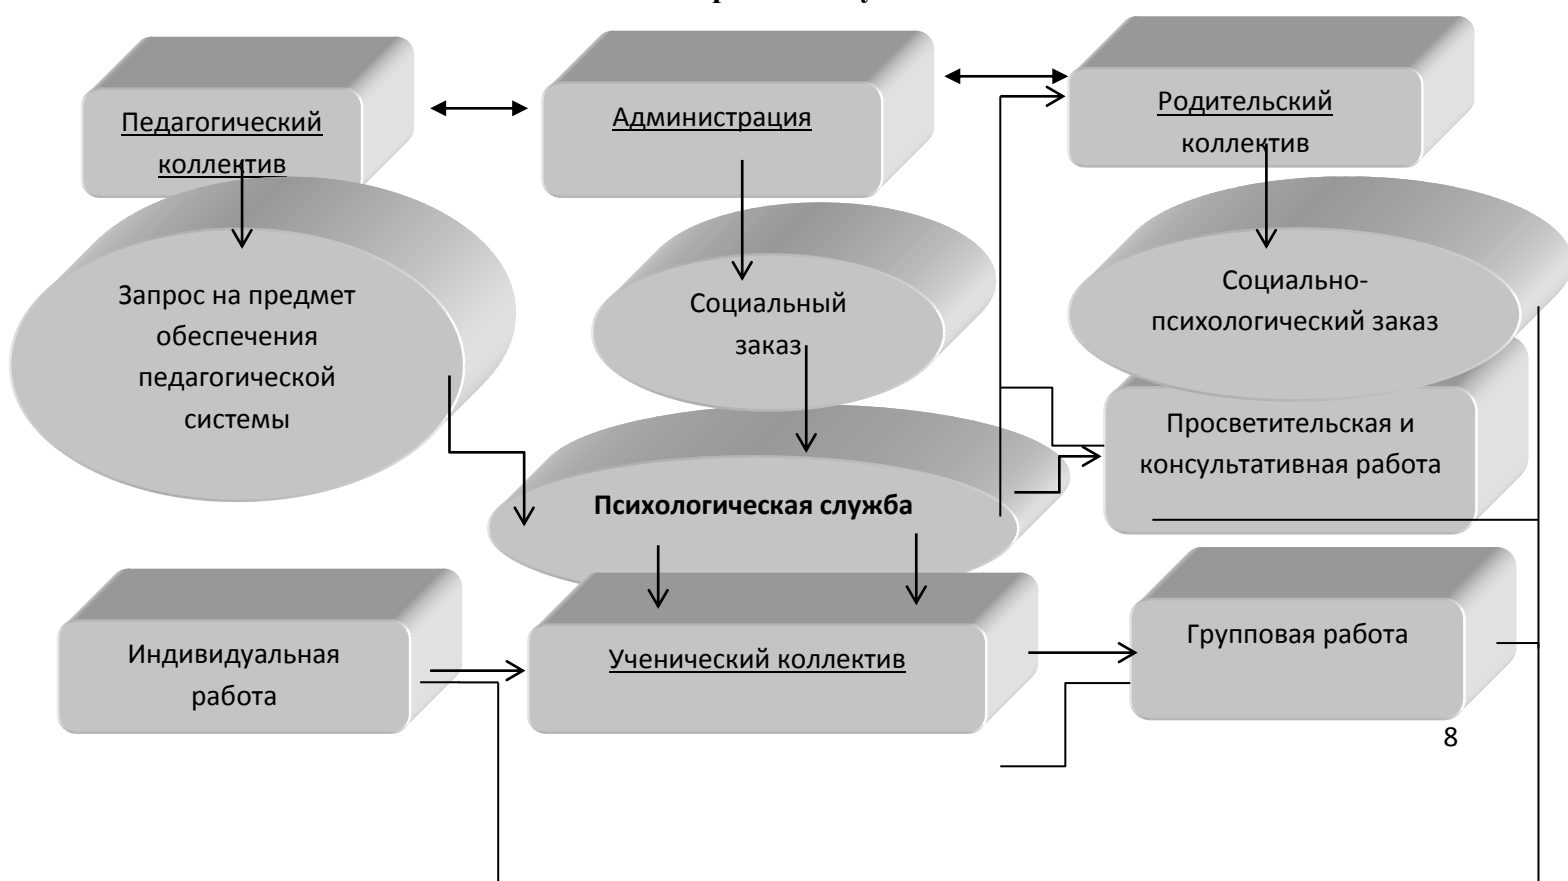 Педагогический
коллектив
Администрация
Родительский
коллектив
Запрос на предмет
обеспечения
педагогической
системы
Социальный
заказ
Социально-
психологический заказ
Просветительская и
консультативная работа
Психологическая служба
Индивидуальная
работа
Ученический коллектив
Групповая работа
8